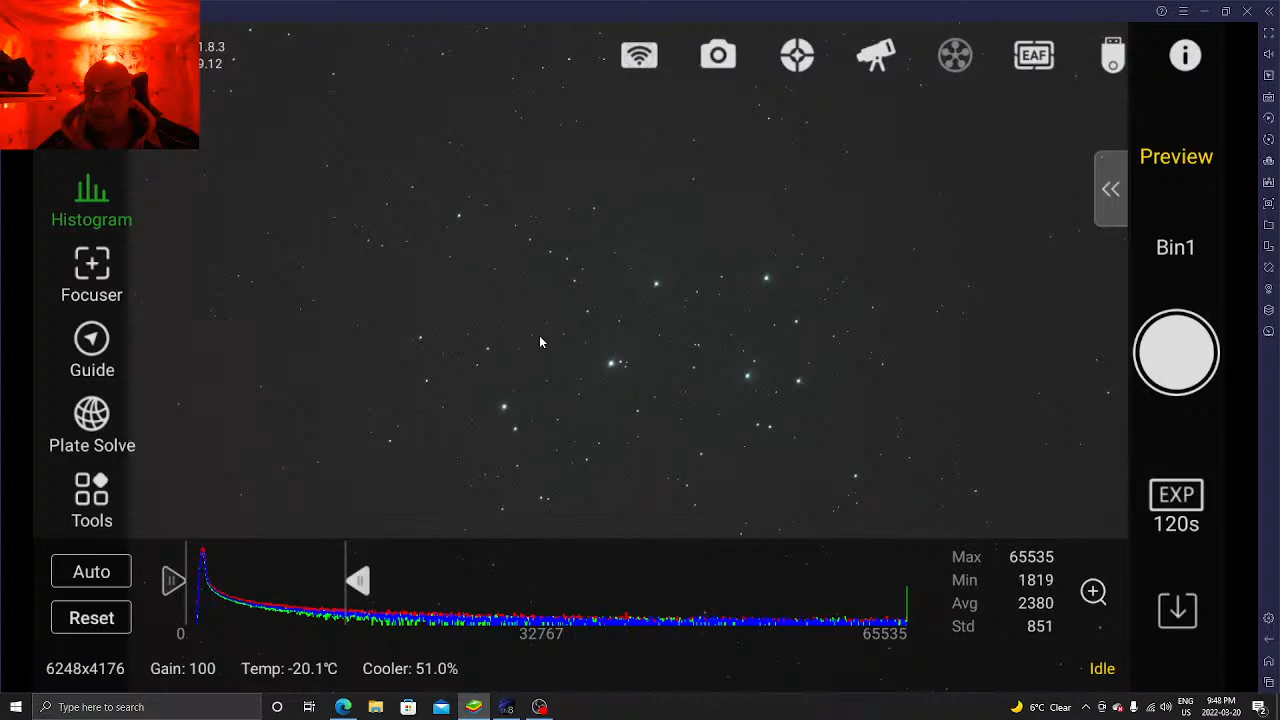 1.8.3
9.12
EAF
Preview
Histogram
Bin1
Focuser
Guide
Plate Solve
EXP
120s
Tools
Auto
Reset
Max 65535
Min 1819
Avg 2380
Std 851
0 32767 65535
6248x4176 Gain: 100 Temp: -20.1℃ Cooler: 51.0% Idle
Type here to search
6°C Clear
ENG
US
9:48 PM
2022-03-20